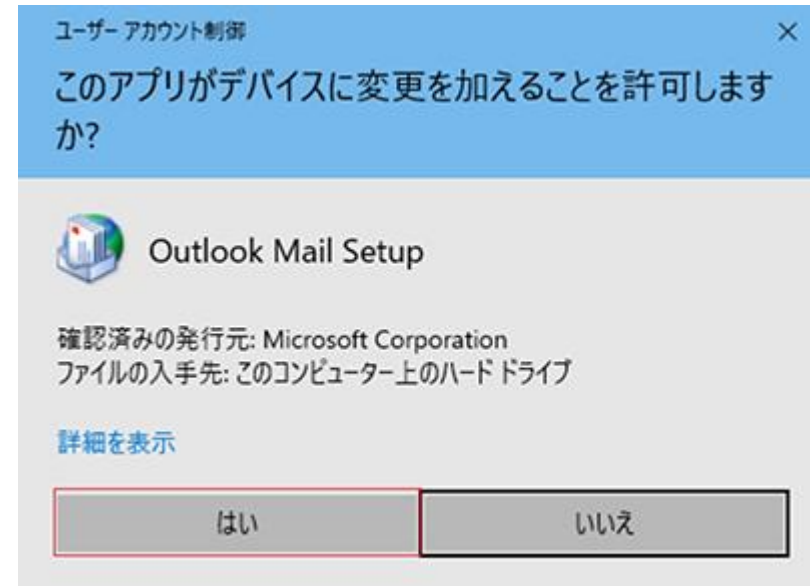 ユーザー アカウント制御
このアプリがデバイスに変更を加えることを許可します
か?
Outlook Mail Setup
確認済みの発行元: Microsoft Corporation
ファイルの入手先: このコンピューター上のハード ドライブ
詳細を表示
はい
いいえ